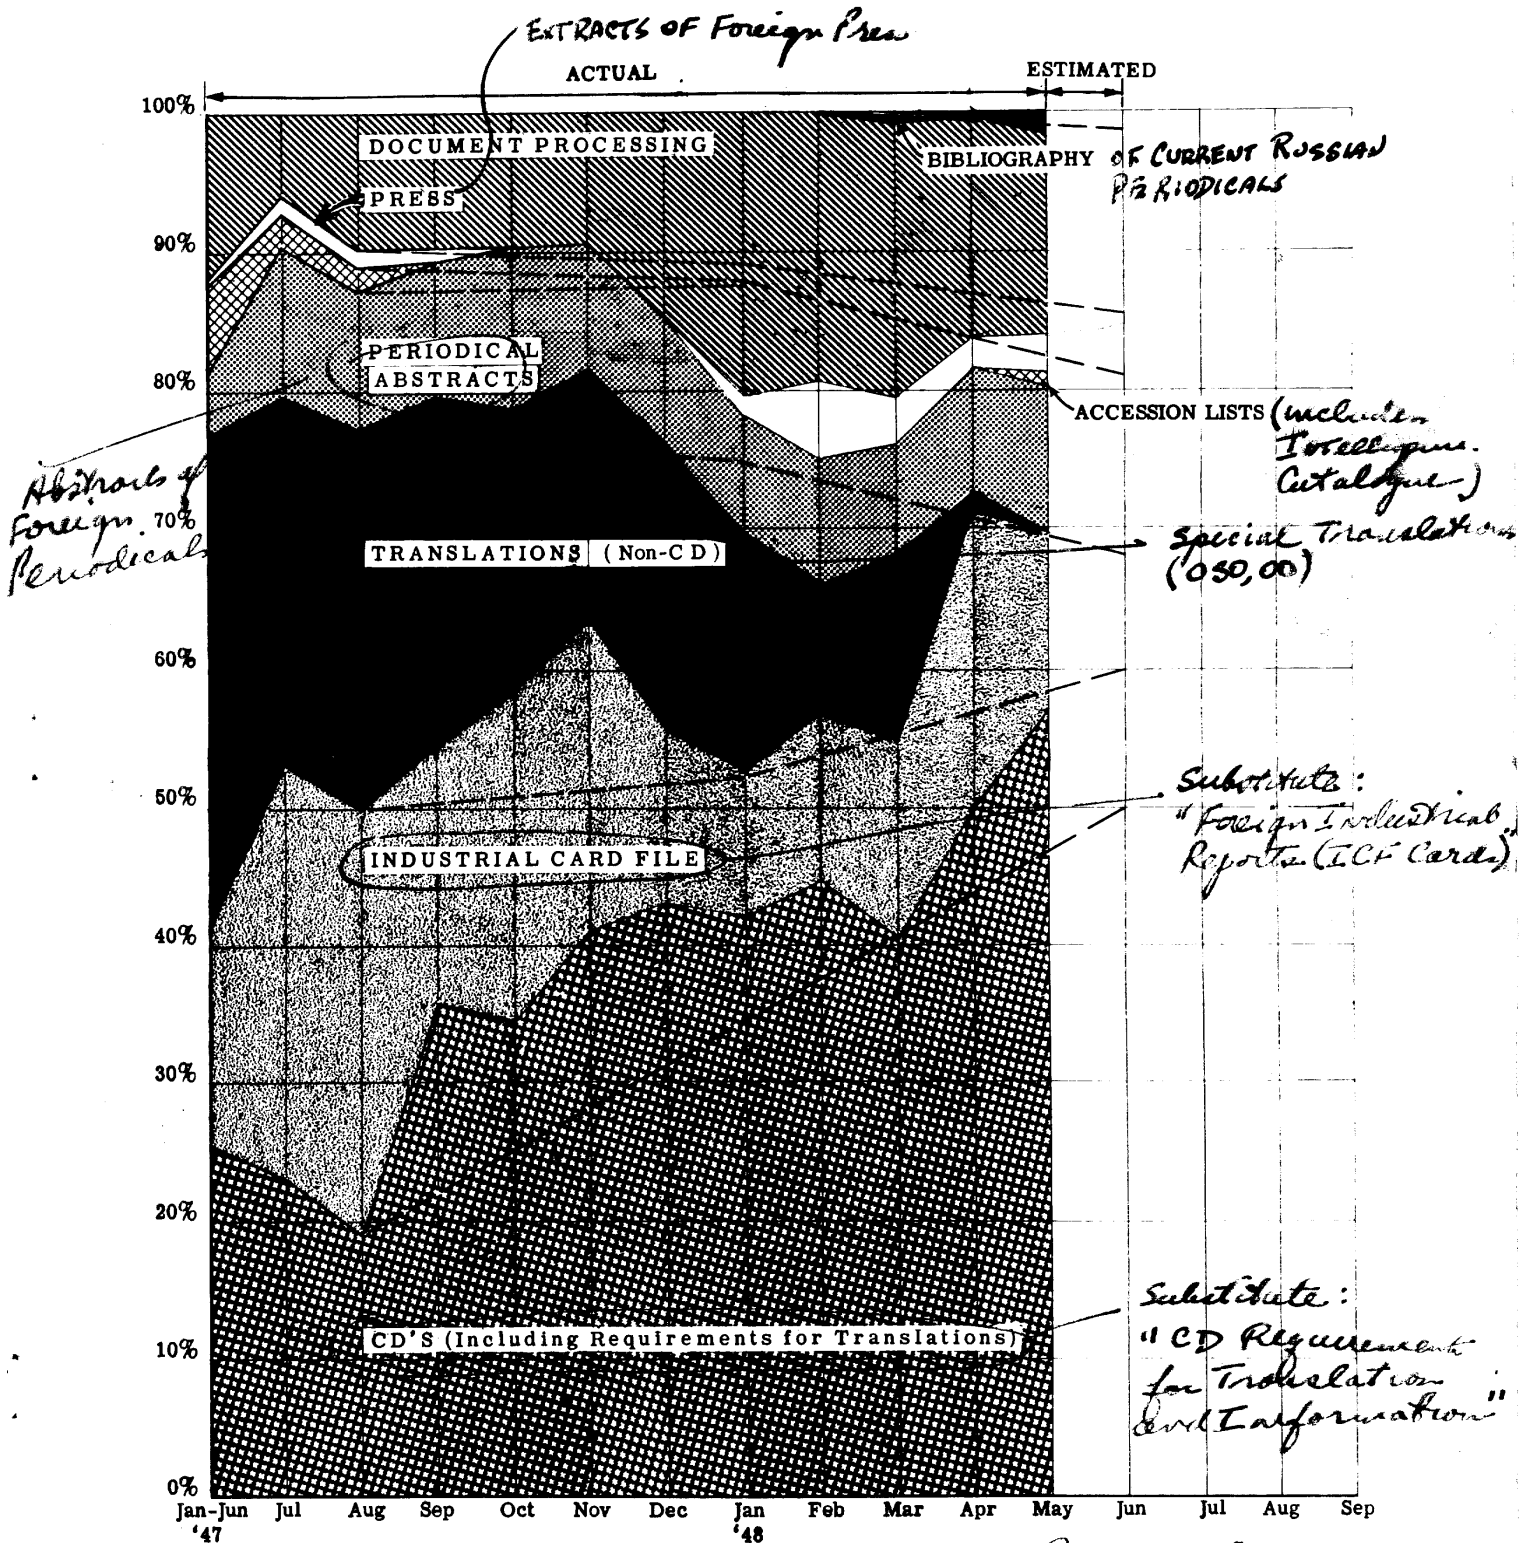 EXTRACTS OF Foreign Press
ACTUAL
ESTIMATED
100%
DOCUMENT PROCESSING
BIBLIOGRAPHY OF CURRENT RUSSIAN
PERIODICALS
PRESS
90%
PERIODICAL
ABSTRACTS
80%
ACCESSION LISTS (includes
Intelligence
Catalogue)
Abstracts of
Foreign
Periodicals
70%
TRANSLATIONS (Non-CD)
Special Translations
(OSO, OO)
60%
50%
Substitute:
"Foreign Industrial
Reports (ICF Cards)"
INDUSTRIAL CARD FILE
40%
30%
20%
Substitute:
"CD Requirements
for Translation
and Information"
CD'S (Including Requirements for Translations)
10%
0%
Jan-Jun Jul Aug Sep Oct Nov Dec Jan Feb Mar Apr May Jun Jul Aug Sep
'47 '48